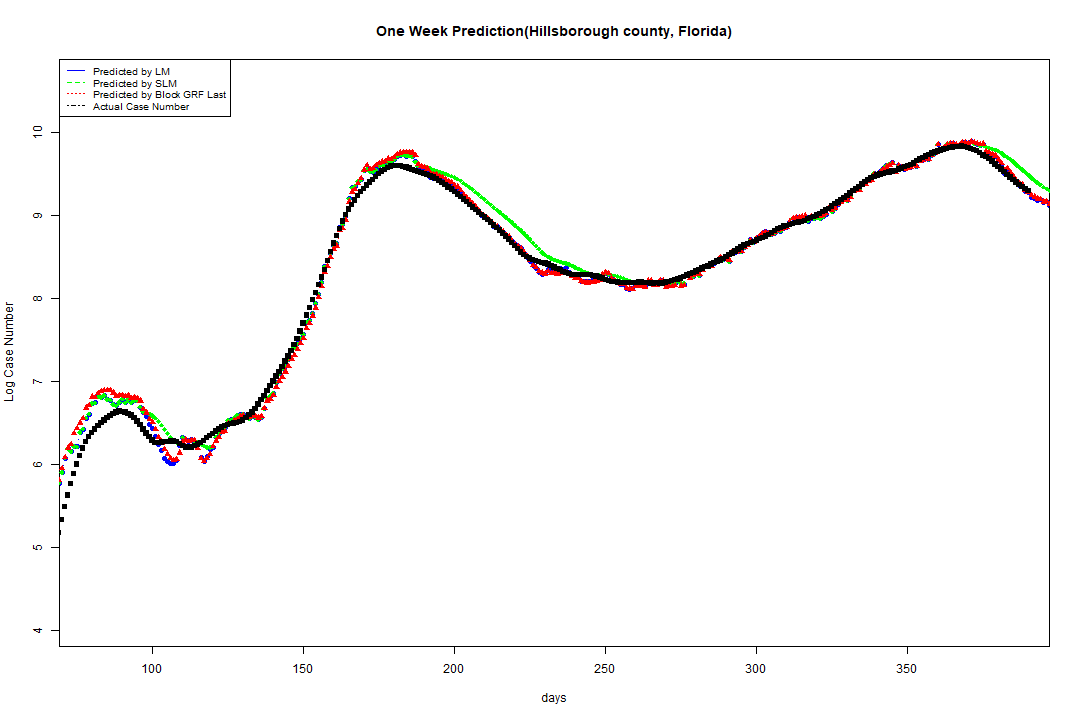 One Week Prediction(Hillsborough county, Florida)
Predicted by LM
Predicted by SLM
Predicted by Block GRF Last
Actual Case Number
10
9
8
7
6
5
4
Log Case Number
100 150 200 250 300 350
days